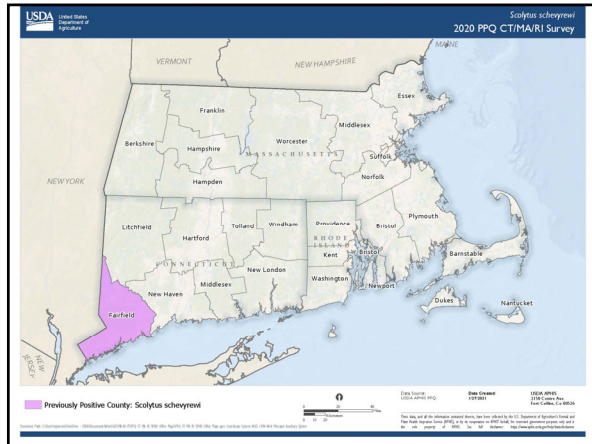 USDA
United States
Department of
Agriculture
Scolytus schevyrewi
2020 PPQ CT/MA/RI Survey
MAINE
VERMONT
NEW HAMPSHIRE
Essex
Franklin
Middlesex
Worcester
Berkshire
Hampshire
MASSACHUSETTS
Suffolk
Norfolk
Hampden
NEW YORK
Plymouth
Litchfield
Tolland
Windham
Providence
Bristol
Hartford
RHODE
ISLAND
Bristol
Kent
Barnstable
CONNECTICUT
New London
Middlesex
Washington
Newport
New Haven
Dukes
Nantucket
Fairfield
NEW
JERSEY
Previously Positive County: Scolytus schevyrewi
Data Source:
USDA APHIS PPQ
Date Created
USDA APHIS
2150 Centre Ave
Fort Collins, Co 80526